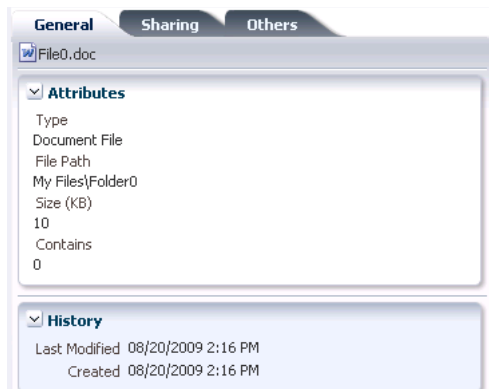 General Sharing Others
File0.doc
Attributes
Type
Document File
File Path
My Files\Folder0
Size (KB)
10
Contains
0
History
Last Modified 08/20/2009 2:16 PM
Created 08/20/2009 2:16 PM